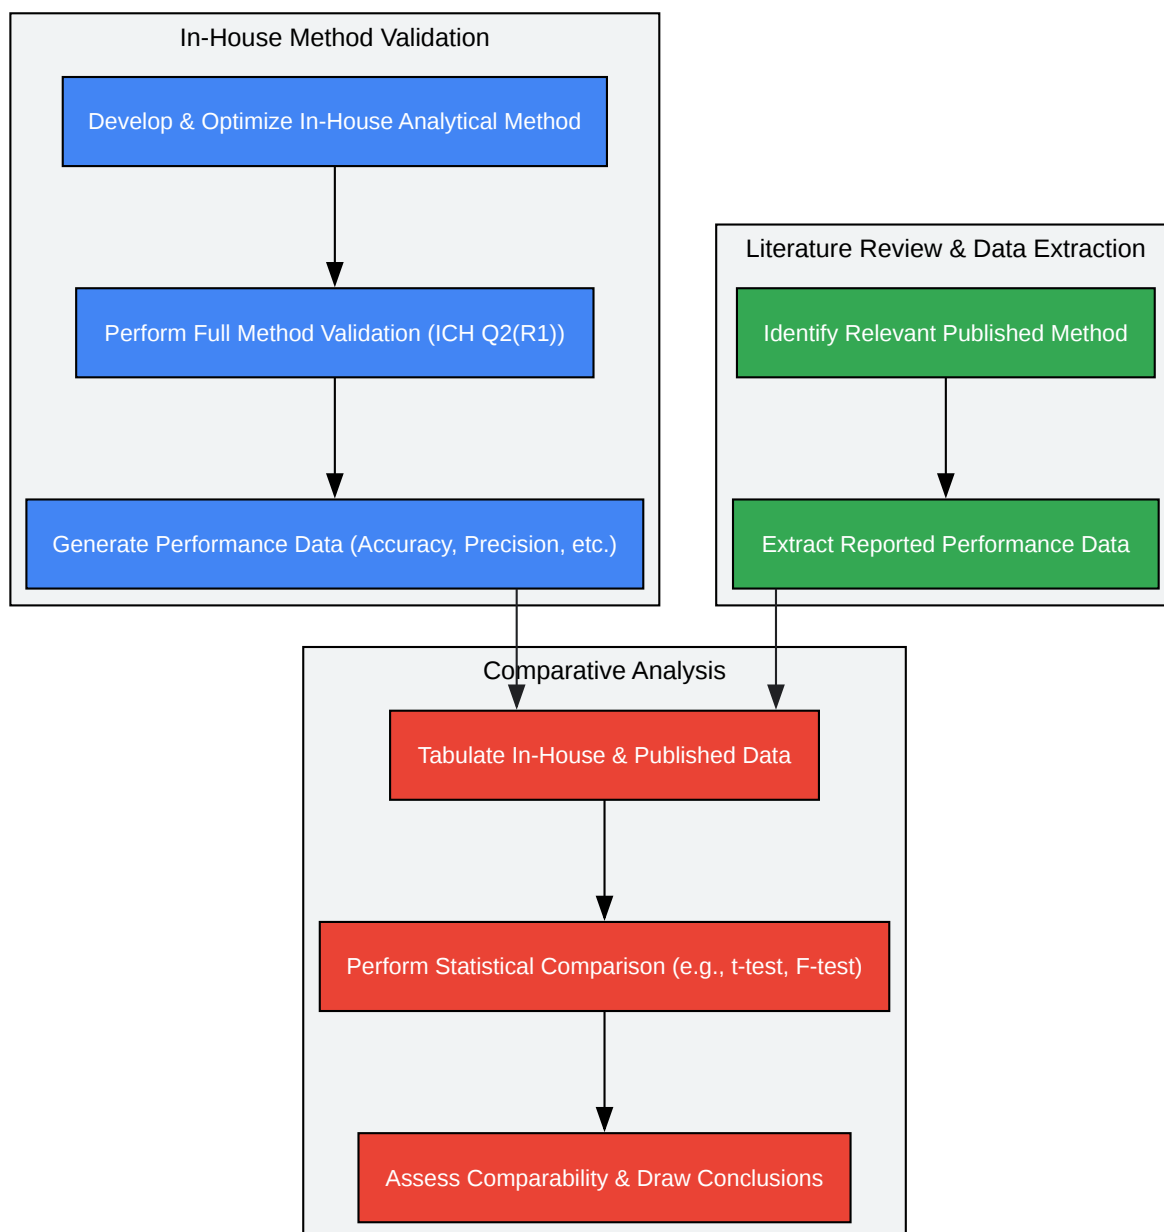 In-House Method Validation
Develop & Optimize In-House Analytical Method
Perform Full Method Validation (ICH Q2(R1))
Generate Performance Data (Accuracy, Precision, etc.)
Literature Review & Data Extraction
Identify Relevant Published Method
Extract Reported Performance Data
Comparative Analysis
Tabulate In-House & Published Data
Perform Statistical Comparison (e.g., t-test, F-test)
Assess Comparability & Draw Conclusions